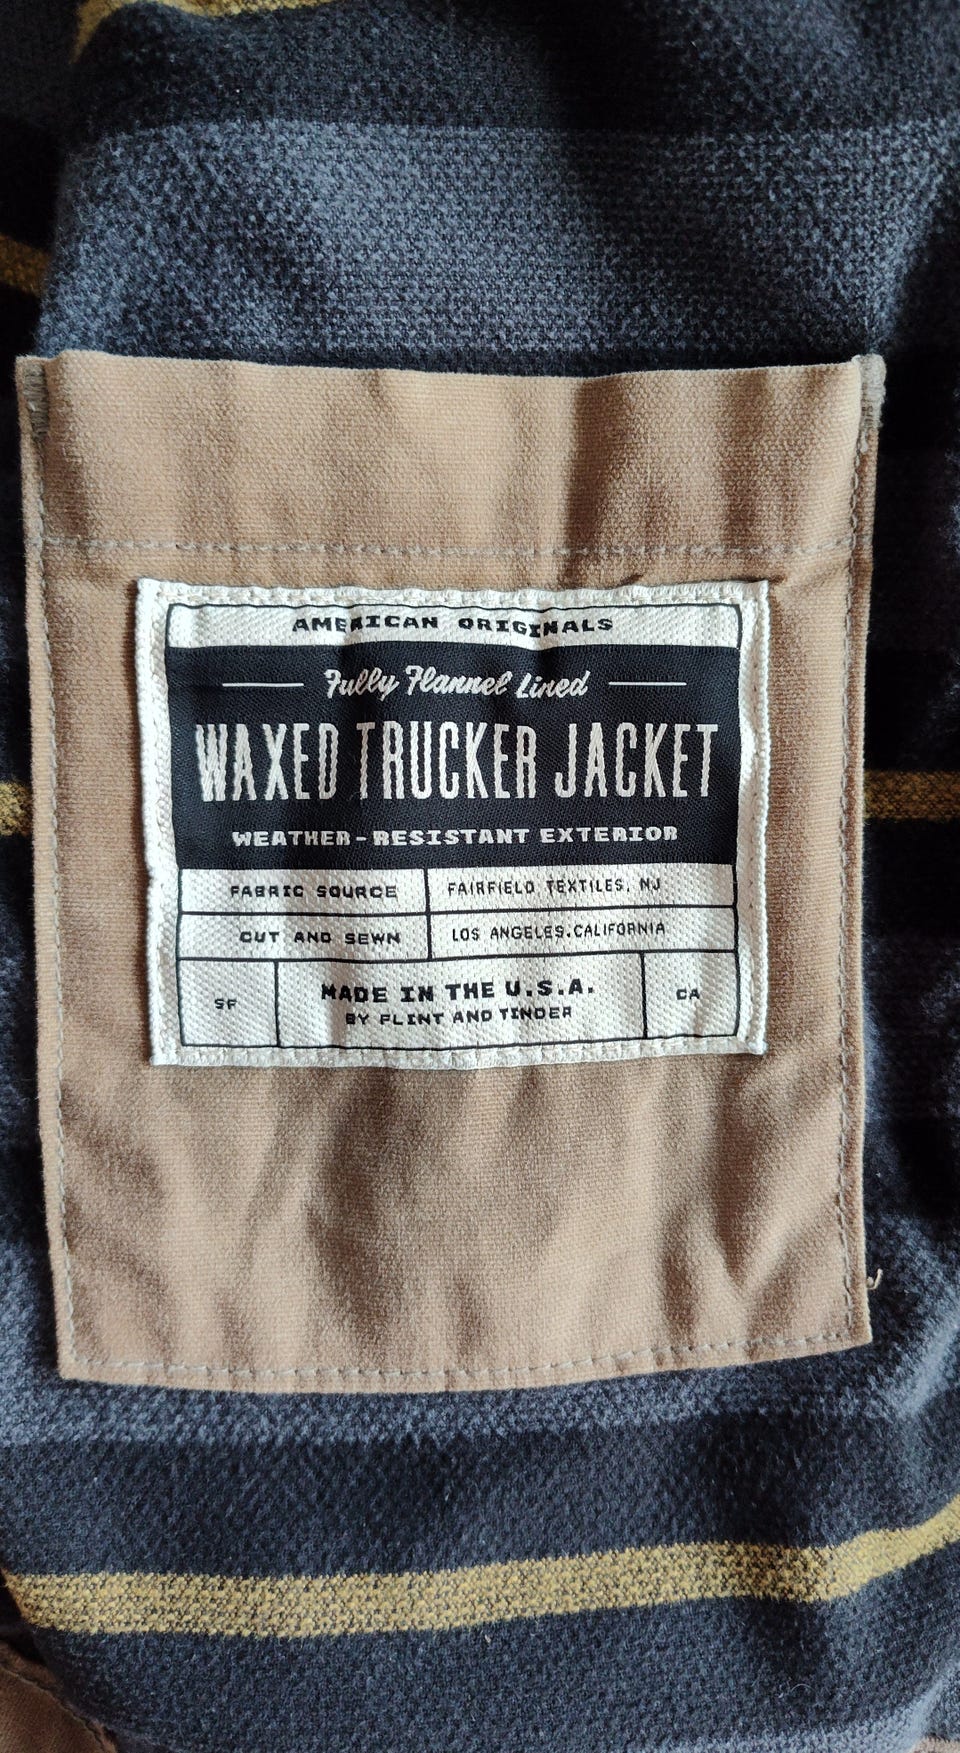 AMERICAN ORIGINALS
Fully Flannel Lined
WAXED TRUCKER JACKET
WEATHER-RESISTANT EXTERIOR
FABRIC SOURCE FAIRFIELD TEXTILES, NJ
CUT AND SEWN LOS ANGELES, CALIFORNIA
SF MADE IN THE U.S.A. CA
BY FLINT AND TINDER